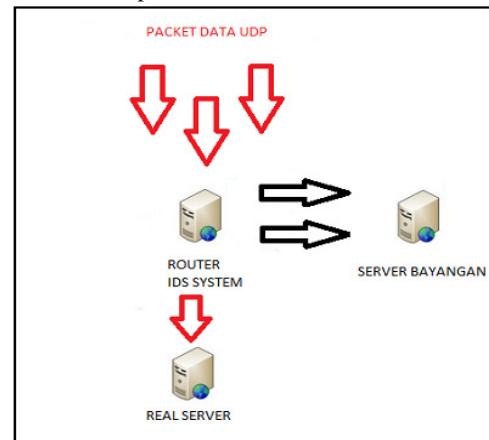 PACKET DATA UDP
ROUTER
IDS SYSTEM
SERVER BAYANGAN
REAL SERVER